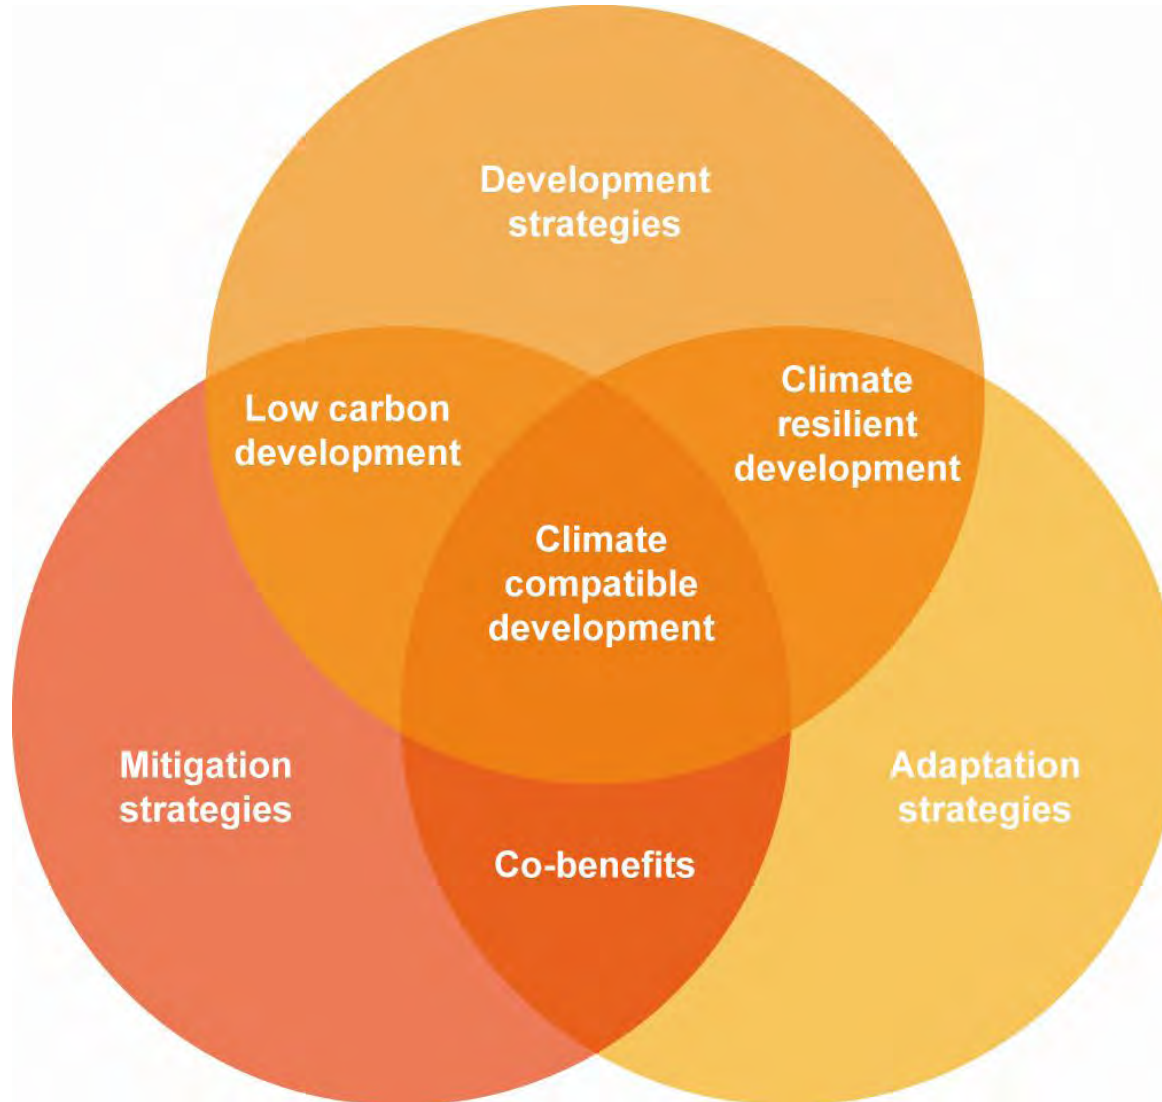 Development
strategies
Low carbon
development
Climate
resilient
development
Climate
compatible
development
Mitigation
strategies
Adaptation
strategies
Co-benefits